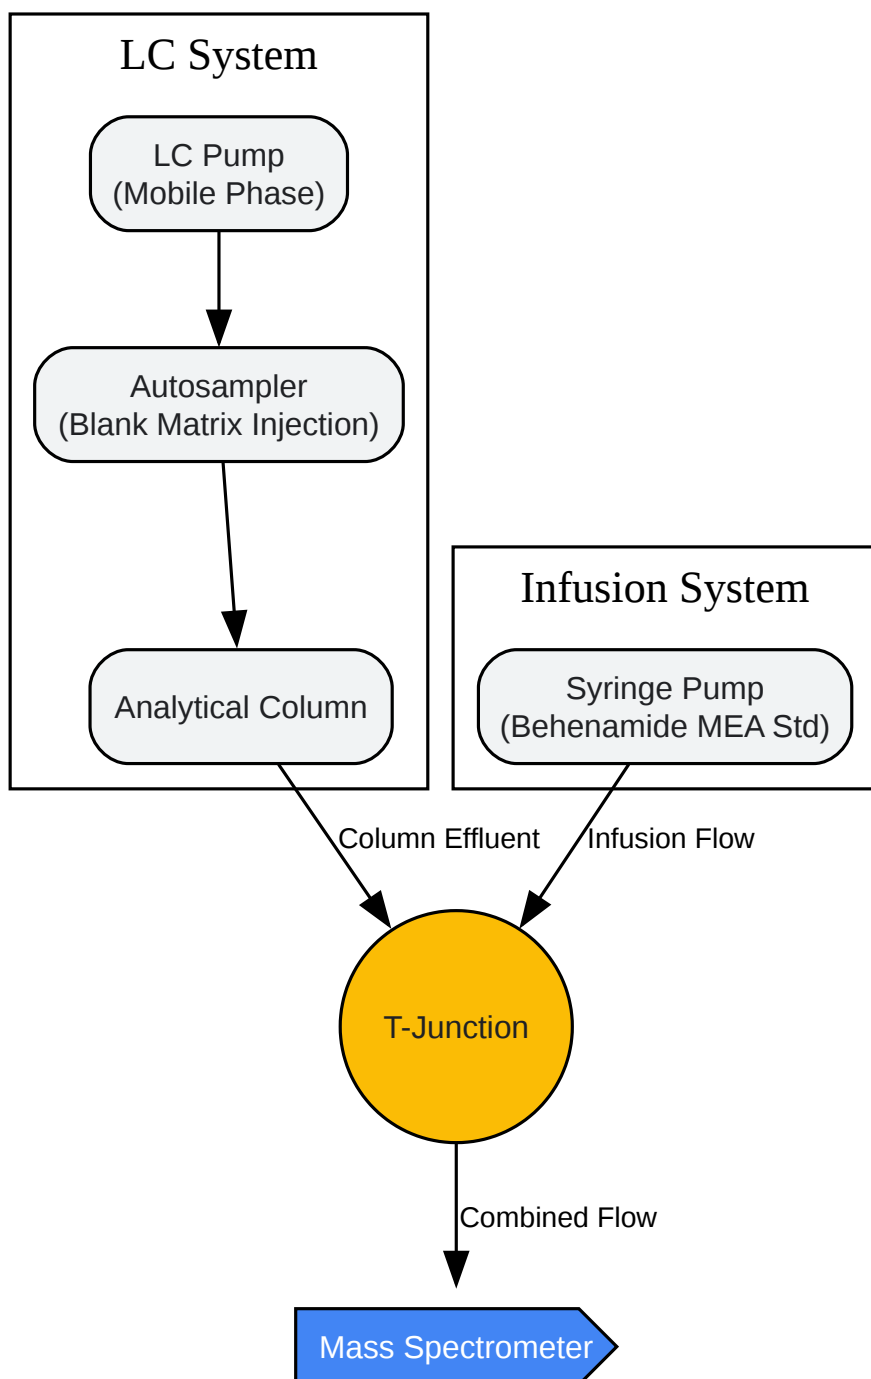 LC System
LC Pump
(Mobile Phase)
Autosampler
(Blank Matrix Injection)
Analytical Column
Infusion System
Syringe Pump
(Behenamide MEA Std)
Column Effluent
Infusion Flow
T-Junction
Combined Flow
Mass Spectrometer